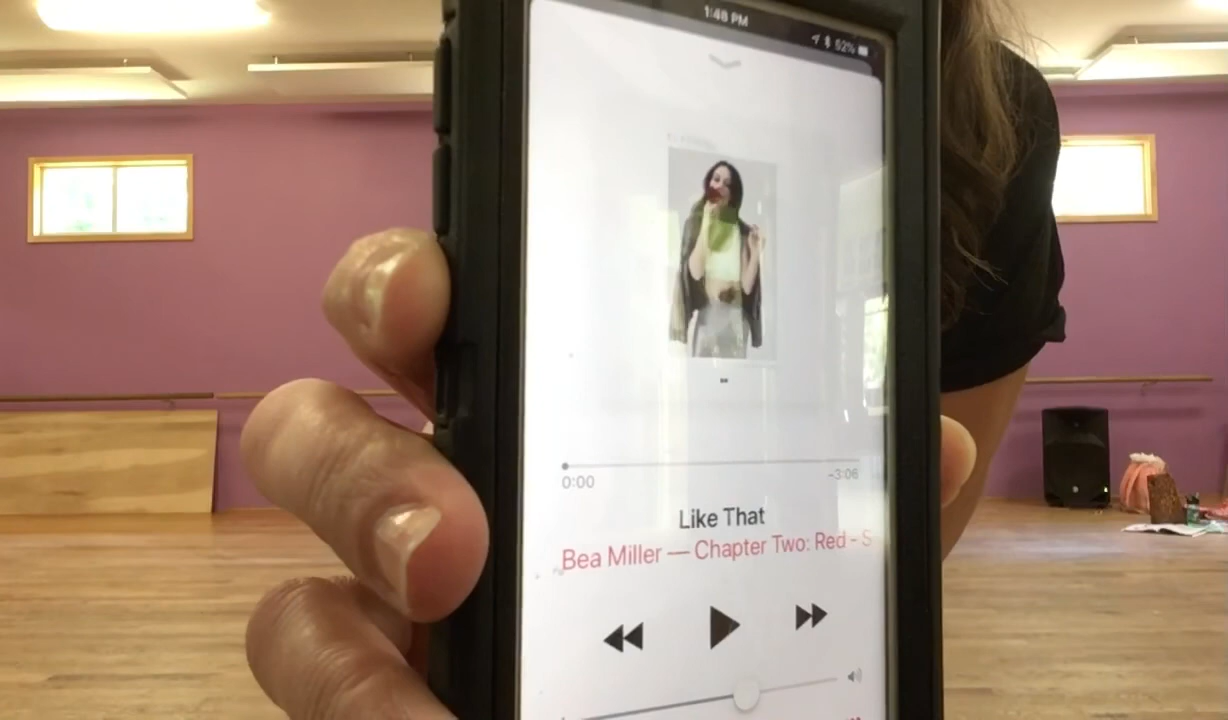 1:48 PM
52%
0:00
-3:06
Like That
Bea Miller — Chapter Two: Red - S